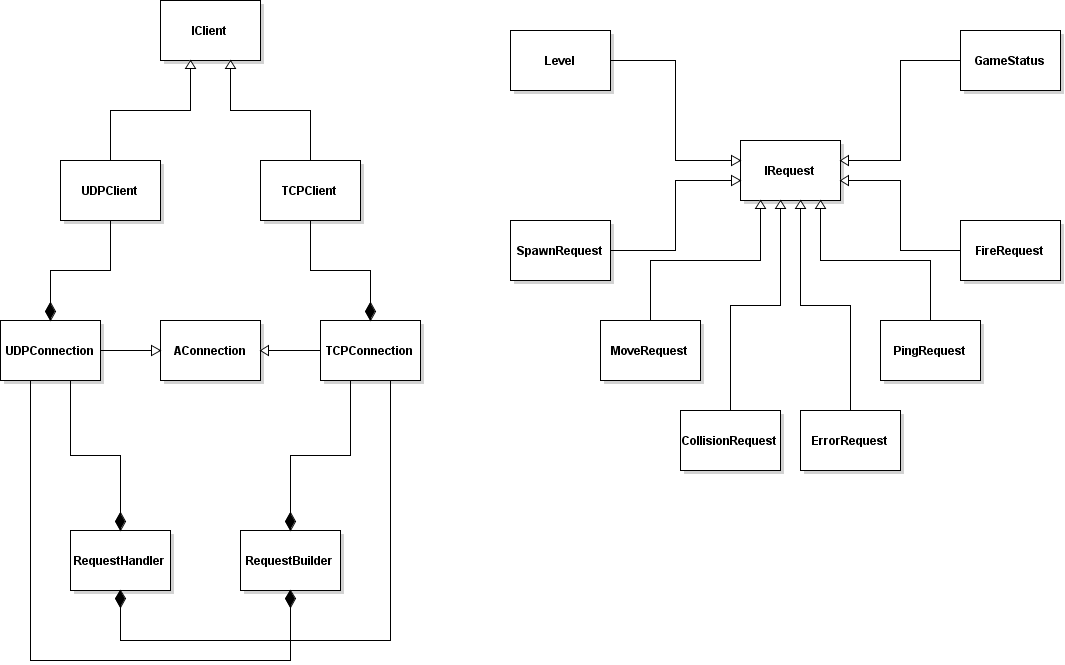 IClient
UDPClient
TCPClient
UDPConnection
AConnection
TCPConnection
RequestHandler
RequestBuilder
Level
GameStatus
IRequest
SpawnRequest
FireRequest
MoveRequest
PingRequest
CollisionRequest
ErrorRequest